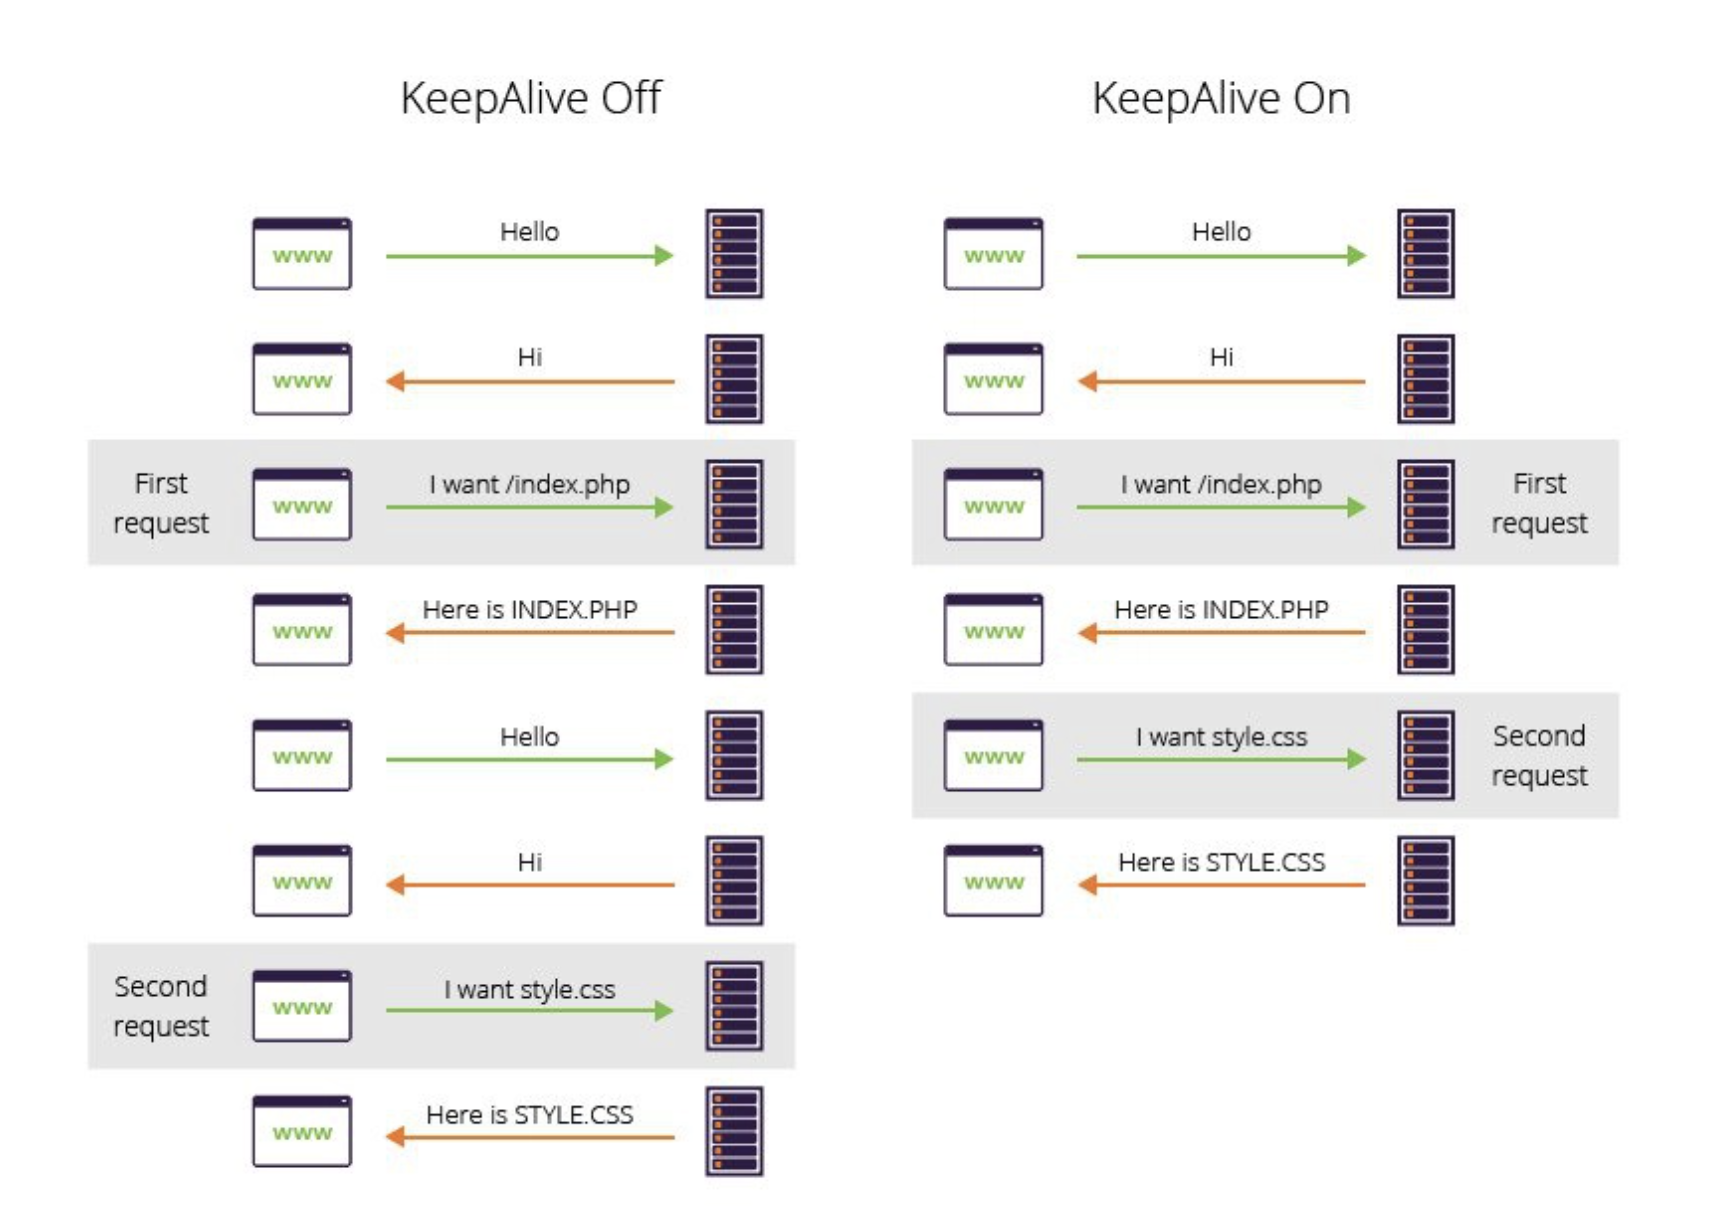 KeepAlive Off
www
Hello
www
Hi
First
request
www
I want /index.php
www
Here is INDEX.PHP
www
Hello
www
Hi
Second
request
www
I want style.css
www
Here is STYLE.CSS
KeepAlive On
www
Hello
www
Hi
www
I want /index.php
First
request
www
Here is INDEX.PHP
www
I want style.css
Second
request
www
Here is STYLE.CSS